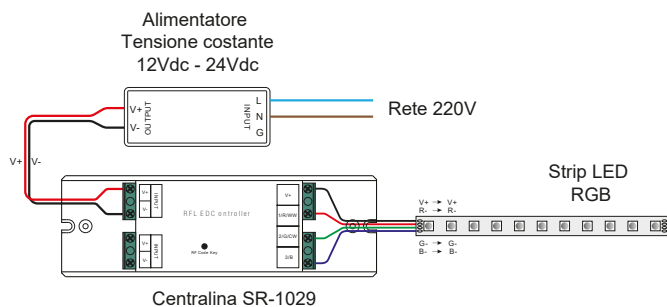 Alimentatore
Tensione costante
12Vdc - 24Vdc
V+
V-
OUTPUT
INPUT
L
N
G
Rete 220V
V+
V-
V+
V-
INPUT
V+
V-
INPUT
RFL EDC ontroller
RF Code Key
V+
1/R/WW
2/G/CW
3/B
Strip LED
RGB
V+ → V+
R- → R-
G- → G-
B- → B-
Centralina SR-1029